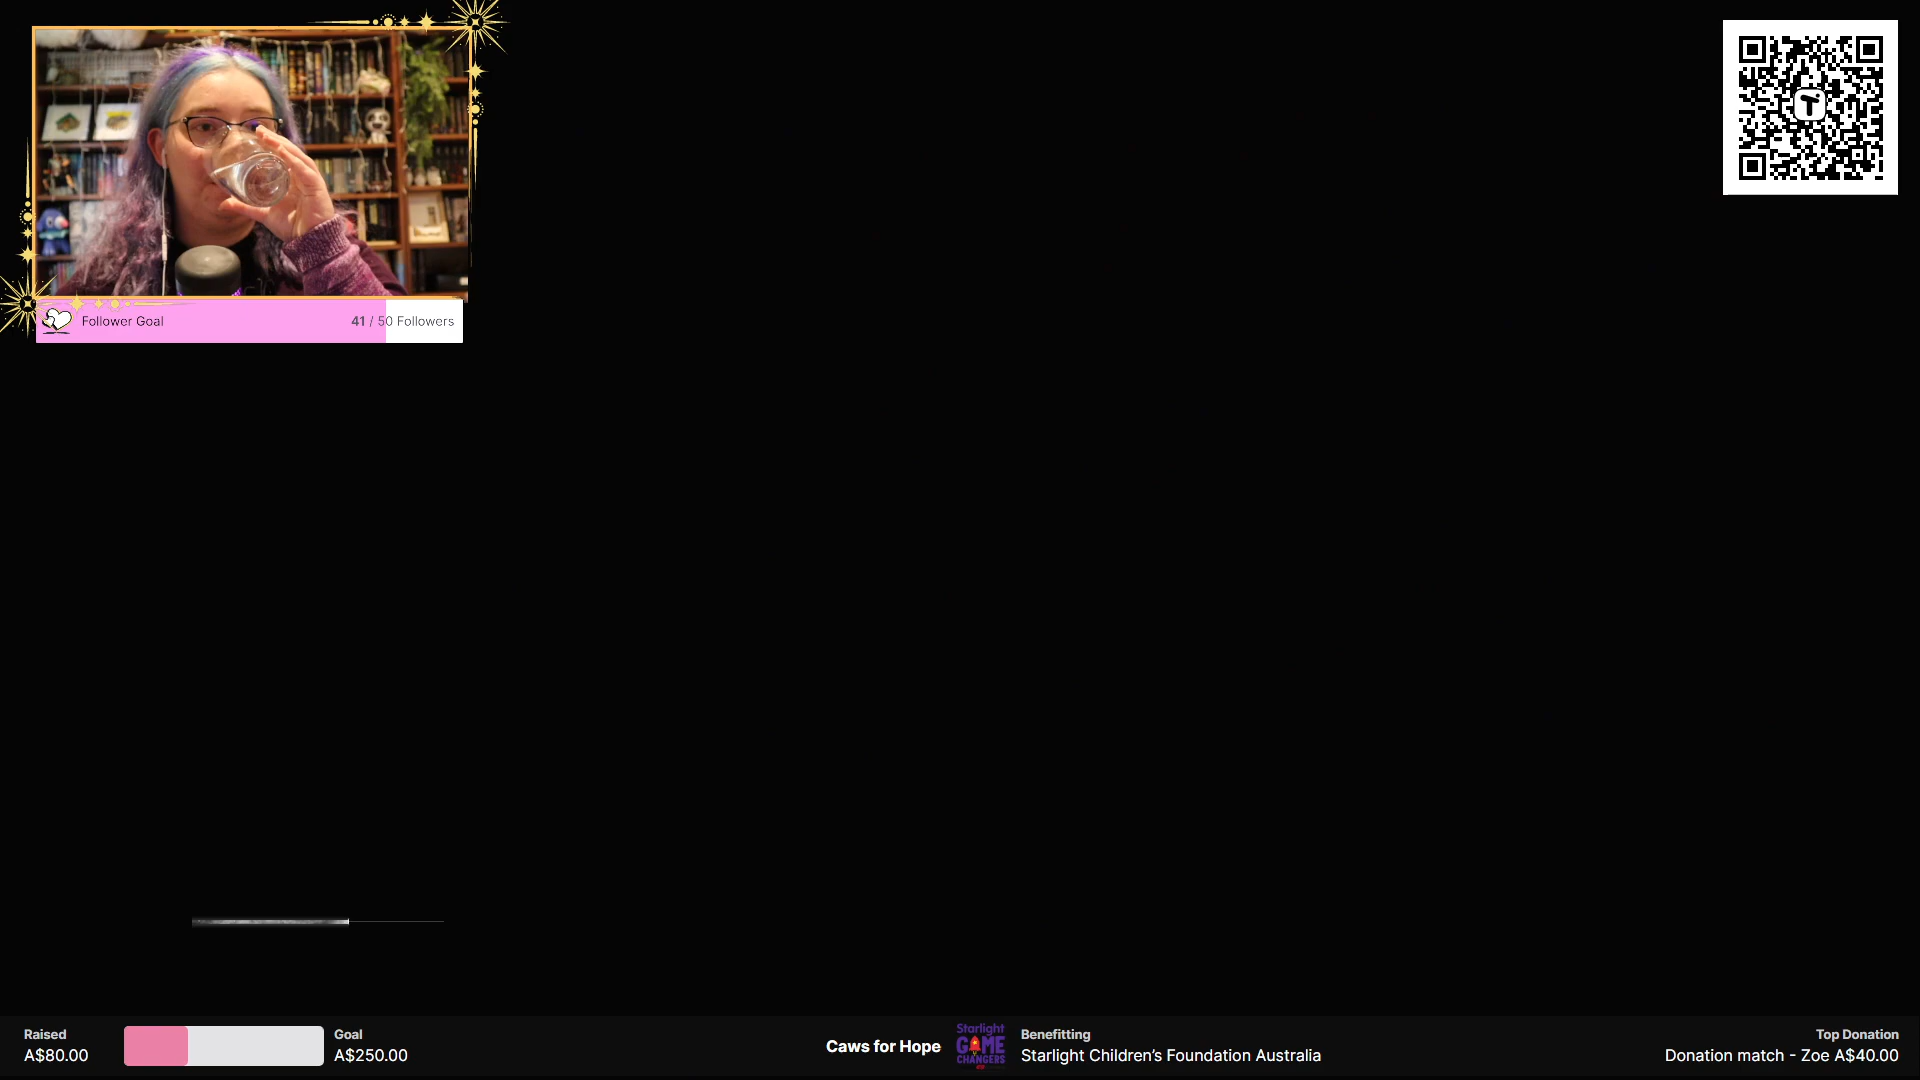 Follower Goal
41 / 50 Followers
Raised
A$80.00
Goal
A$250.00
Caws for Hope
Starlight
GAME
CHANGERS
Benefitting
Starlight Children's Foundation Australia
Top Donation
Donation match - Zoe A$40.00